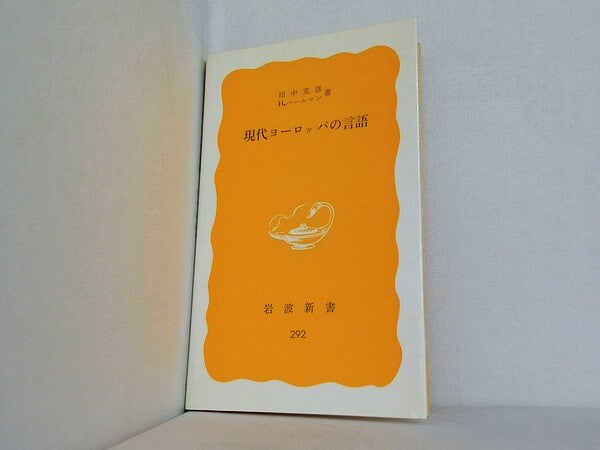 田中克彦
H.ハールマン 著
現代ヨーロッパの言語
岩波新書
292